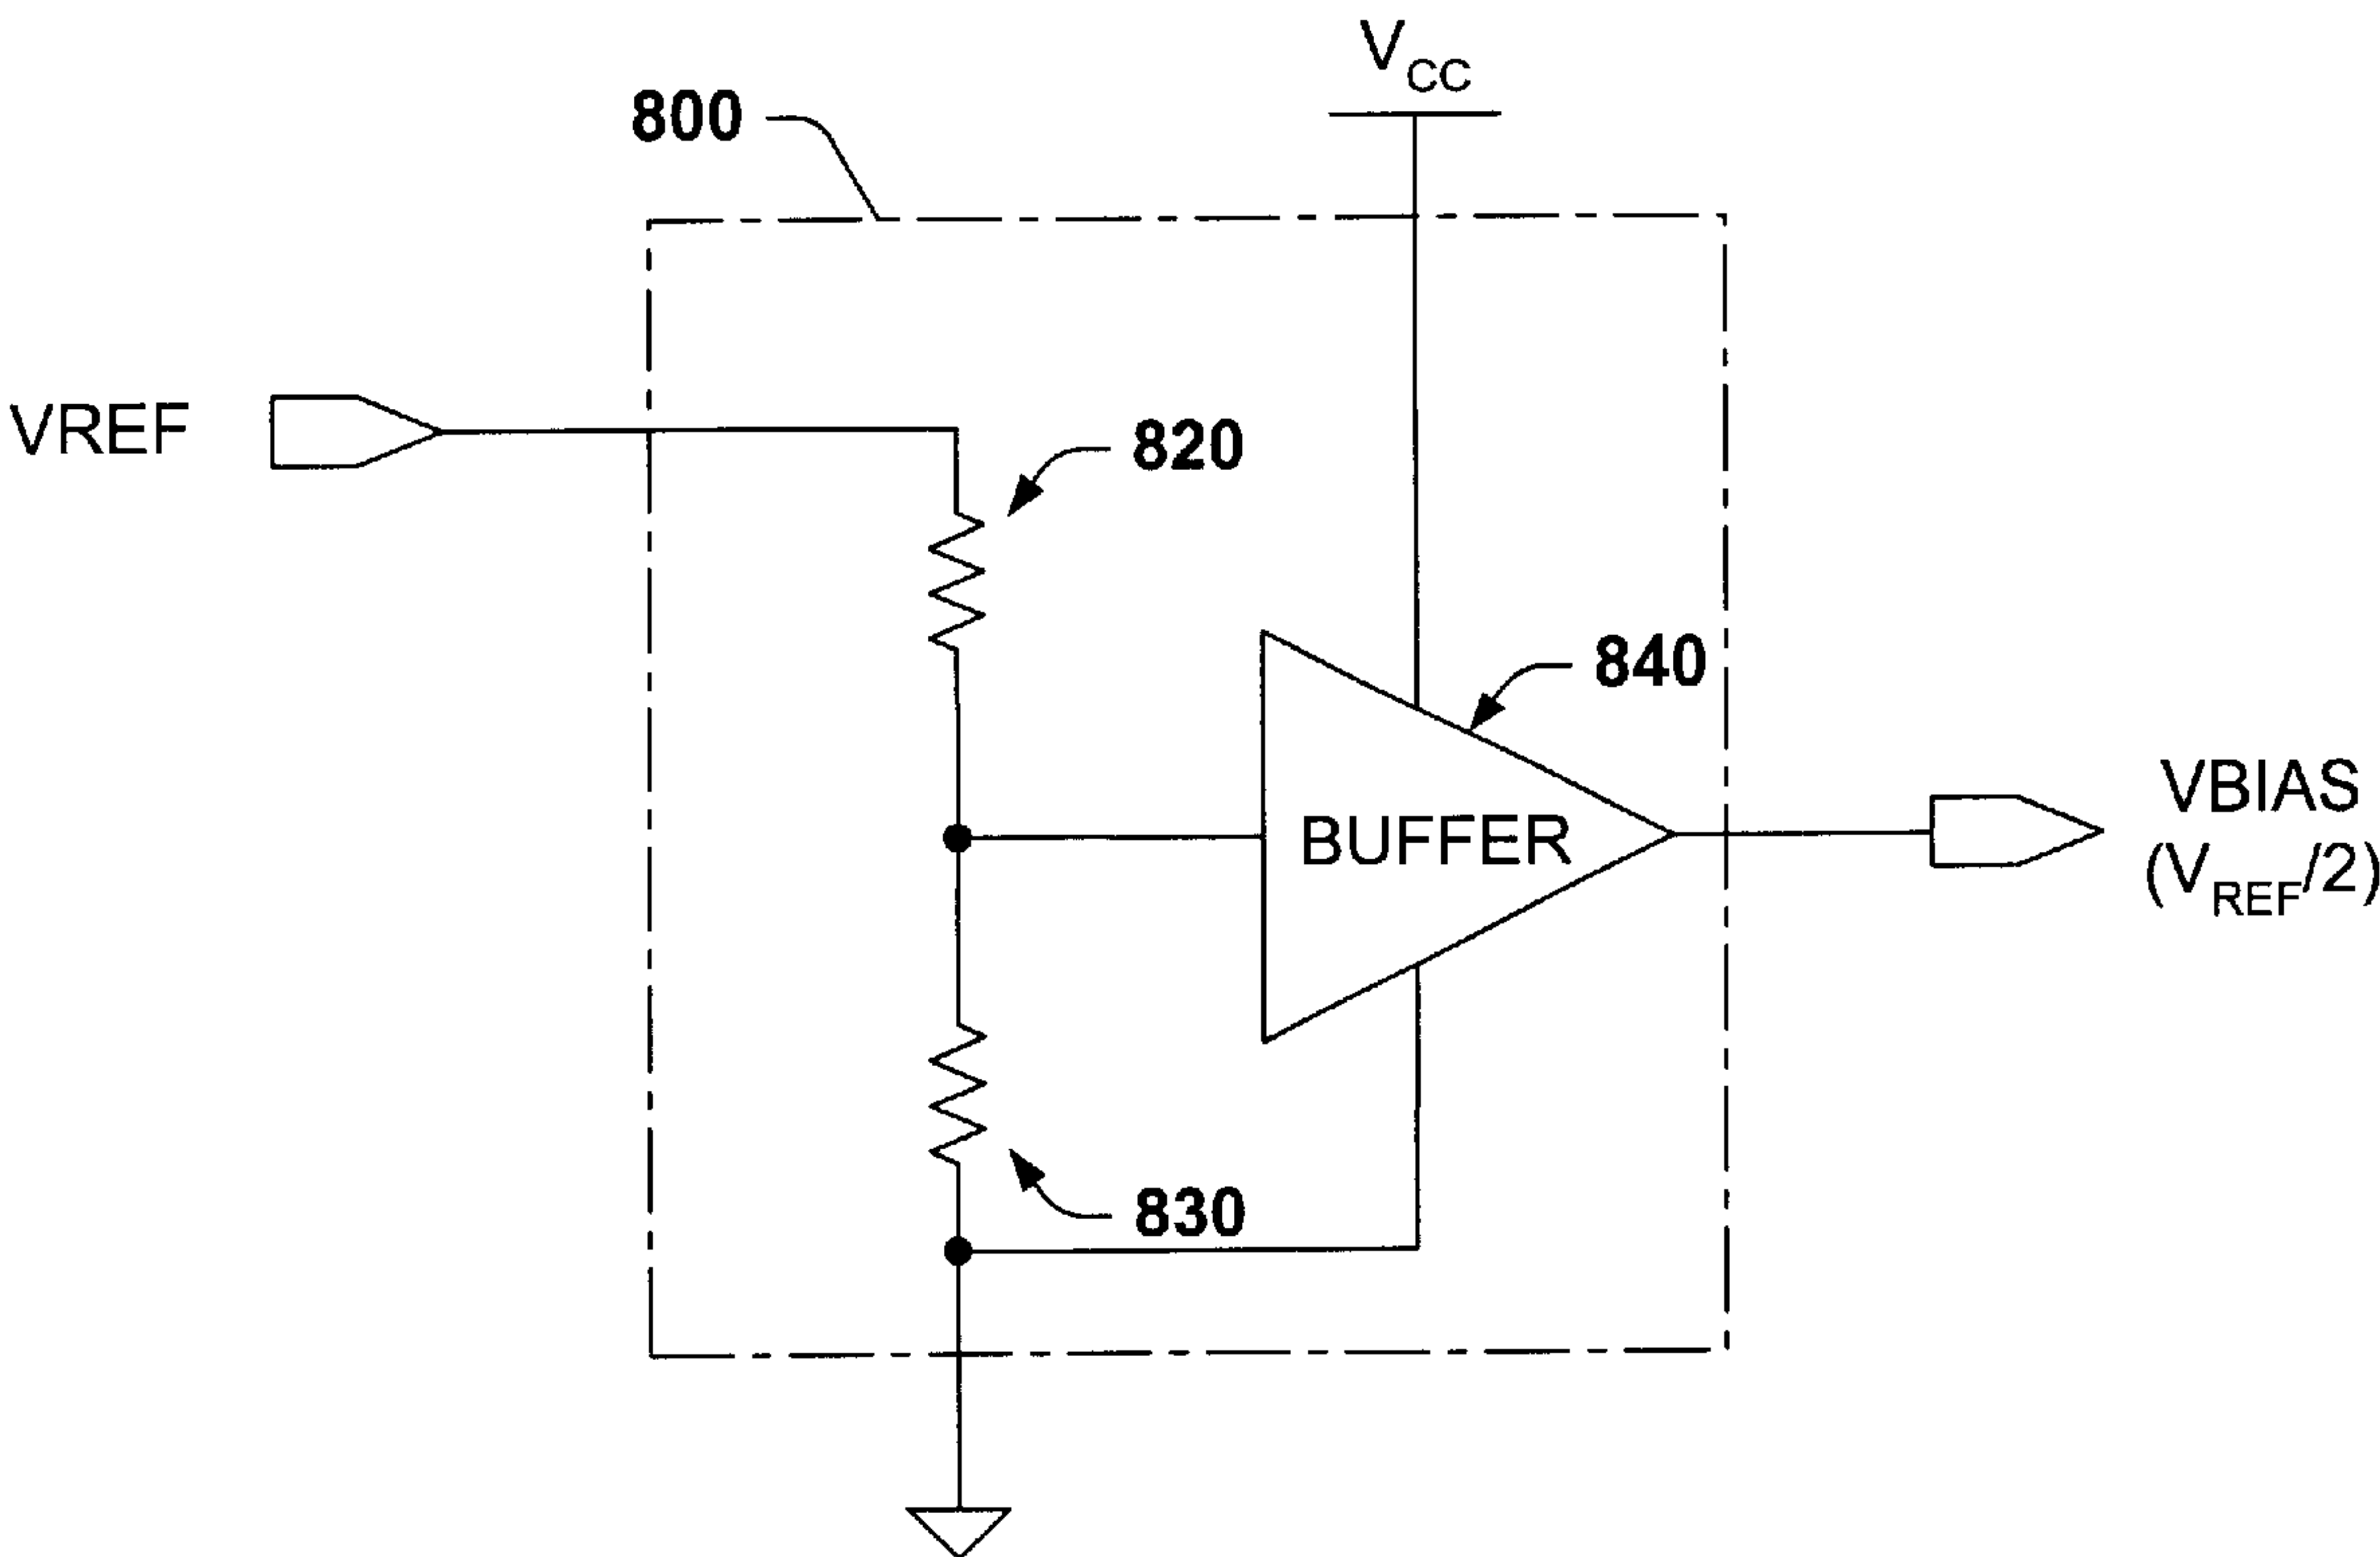 V_CC
800
VREF
820
840
BUFFER
VBIAS
(V_REF/2)
830